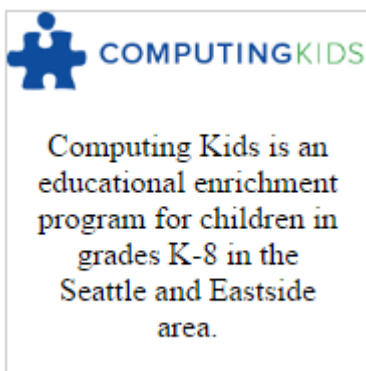 COMPUTINGKIDS
Computing Kids is an
educational enrichment
program for children in
grades K-8 in the
Seattle and Eastside
area.